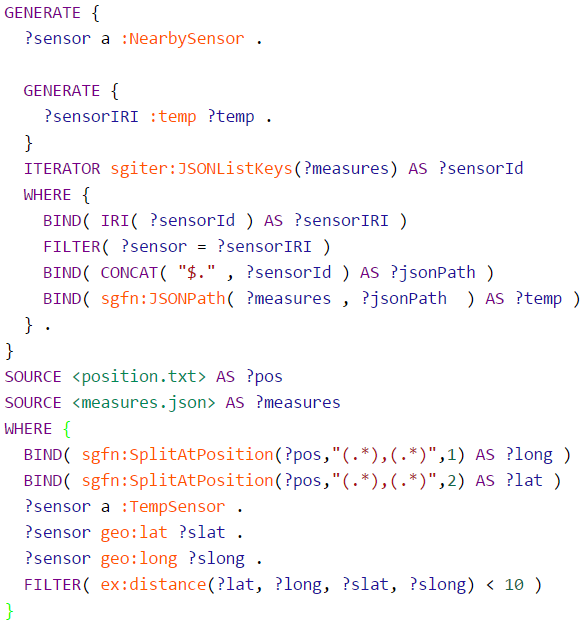 GENERATE {
?sensor a :NearbySensor .
GENERATE {
?sensorIRI :temp ?temp .
}
ITERATOR sgiter:JSONListKeys(?measures) AS ?sensorId
WHERE {
BIND( IRI( ?sensorId ) AS ?sensorIRI )
FILTER( ?sensor = ?sensorIRI )
BIND( CONCAT( "$." , ?sensorId ) AS ?jsonPath )
BIND( sgfn:JSONPath( ?measures , ?jsonPath  ) AS ?temp )
} .
}
SOURCE <position.txt> AS ?pos
SOURCE <measures.json> AS ?measures
WHERE {
BIND( sgfn:SplitAtPosition(?pos,"(.*),(.*)",1) AS ?long )
BIND( sgfn:SplitAtPosition(?pos,"(.*),(.*)",2) AS ?lat )
?sensor a :TempSensor .
?sensor geo:lat ?slat .
?sensor geo:long ?slong .
FILTER( ex:distance(?lat, ?long, ?slat, ?slong) < 10 )
}